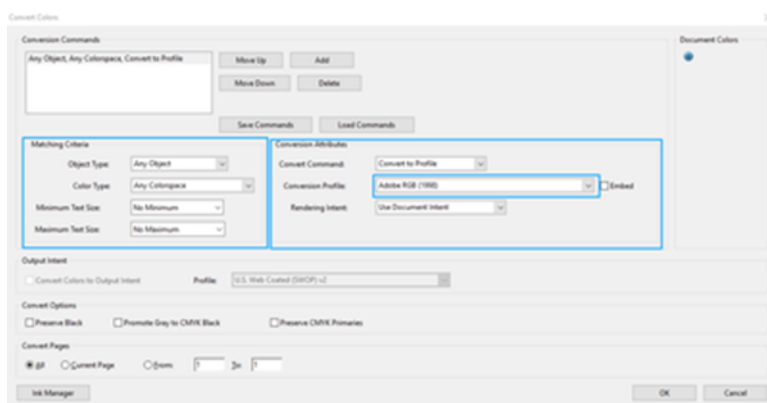 Convert Colors
Conversion Commands
Document Colors
Any Object, Any Colorspace, Convert to Profile
Move Up
Add
Move Down
Delete
Save Commands
Load Commands
Matching Criteria
Conversion Attributes
Object Type: Any Object
Convert Command: Convert to Profile
Color Type: Any Colorspace
Conversion Profile: Adobe RGB (1998)
Embed
Minimum Text Size: No Minimum
Rendering Intent: Use Document Intent
Maximum Text Size: No Maximum
Output Intent
Convert Colors to Output Intent
Profile: U.S. Web Coated (SWOP) v2
Convert Options
Preserve Black
Promote Gray to CMYK Black
Preserve CMYK Primaries
Convert Pages
All
Current Page
From: 1 To: 1
Ink Manager
OK
Cancel